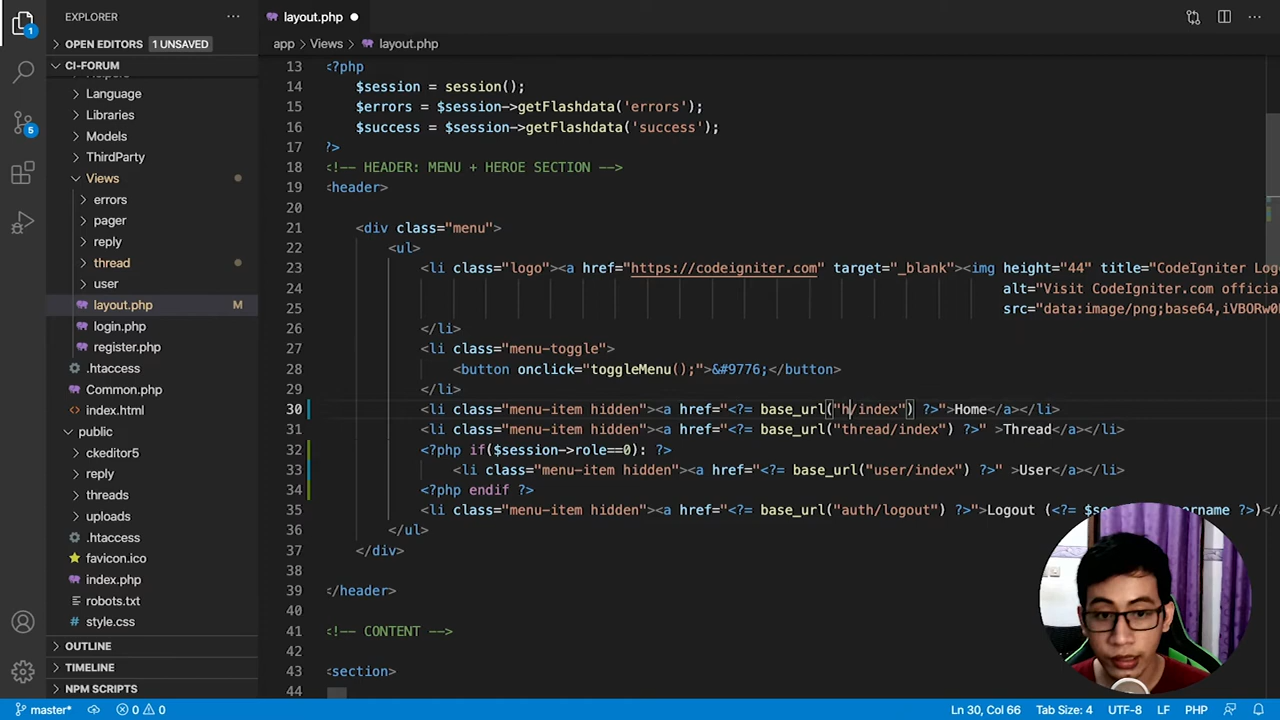 EXPLORER
layout.php
OPEN EDITORS 1 UNSAVED
app Views layout.php
CI-FORUM
Language
Libraries
Models
ThirdParty
Views
errors
pager
reply
thread
user
layout.php M
login.php
register.php
.htaccess
Common.php
index.html
public
ckeditor5
reply
threads
uploads
.htaccess
favicon.ico
index.php
robots.txt
style.css
OUTLINE
TIMELINE
NPM SCRIPTS
1
5
13 <?php
14 $session = session();
15 $errors = $session->getFlashdata('errors');
16 $success = $session->getFlashdata('success');
17 ?>
18 <!-- HEADER: MENU + HEROE SECTION -->
19 <header>
20
21 <div class="menu">
22 <ul>
23 <li class="logo"><a href="https://codeigniter.com" target="_blank"><img height="44" title="CodeIgniter Log
24 alt="Visit CodeIgniter.com offici
25 src="data:image/png;base64,iVBORw0
26 </li>
27 <li class="menu-toggle">
28 <button onclick="toggleMenu();">&#9776;</button>
29 </li>
30 <li class="menu-item hidden"><a href="<?= base_url("h/index") ?>">Home</a></li>
31 <li class="menu-item hidden"><a href="<?= base_url("thread/index") ?>" >Thread</a></li>
32 <?php if($session->role==0): ?>
33 <li class="menu-item hidden"><a href="<?= base_url("user/index") ?>" >User</a></li>
34 <?php endif ?>
35 <li class="menu-item hidden"><a href="<?= base_url("auth/logout") ?>">Logout (<?= $se ername ?>)</
36 </ul>
37 </div>
38
39 </header>
40
41 <!-- CONTENT -->
42
43 <section>
44
master* 0 0 Ln 30, Col 66 Tab Size: 4 UTF-8 LF PHP